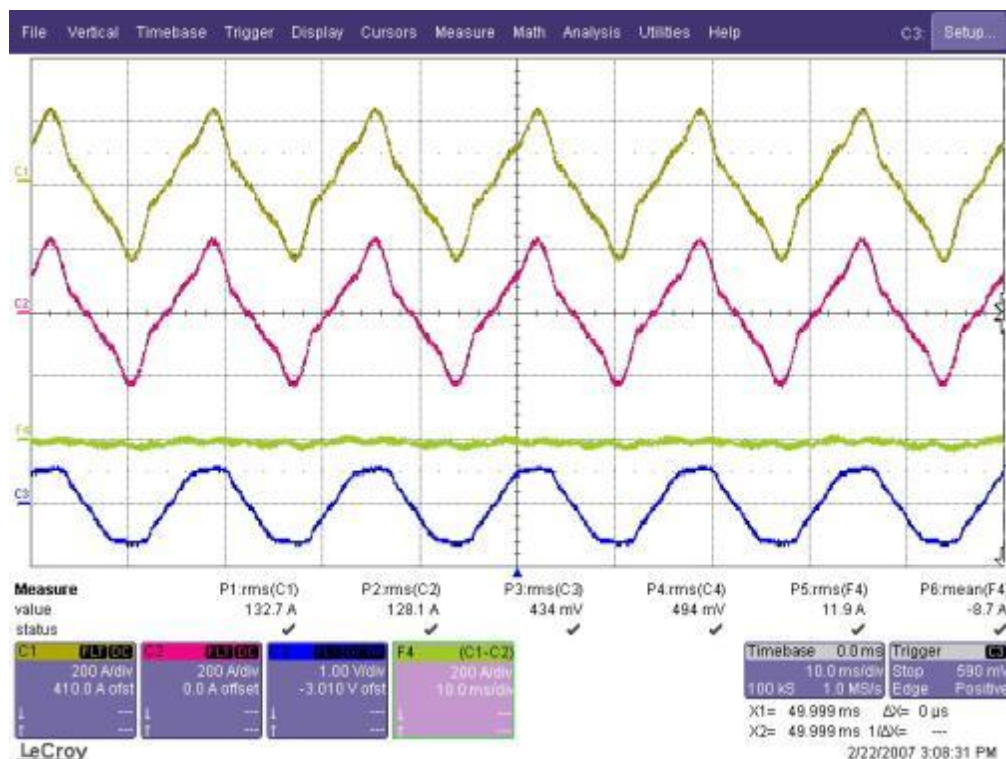 File Vertical Timebase Trigger Display Cursors Measure Math Analysis Utilities Help C3: Setup...
C1
C2
F4
C3
Measure P1:rms(C1) P2:rms(C2) P3:rms(C3) P4:rms(C4) P5:rms(F4) P6:mean(F4
value 132.7 A 128.1 A 434 mV 494 mV 11.9 A -8.7 A
status
C1 FLT DC C2 FLT DC F4 (C1-C2) Timebase 0.0 ms Trigger C3
200 A/div 200 A/div 1.00 V/div 200 A/div 10.0 ms/div Stop 590 mV
410.0 A ofst 0.0 A offset -3.010 V ofst 10.0 ms/div 100 kS 1.0 MS/s Edge Positive
--- --- --- ---
--- --- --- ---
X1= 49.999 ms ΔX= 0 µs
X2= 49.999 ms 1/ΔX= ---
LeCroy 2/22/2007 3:08:31 PM